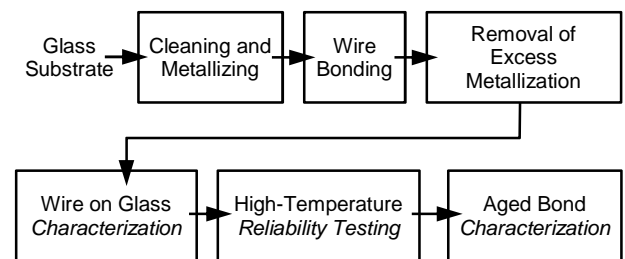 Glass
Substrate
Cleaning and
Metallizing
Wire
Bonding
Removal of
Excess
Metallization
Wire on Glass
Characterization
High-Temperature
Reliability Testing
Aged Bond
Characterization